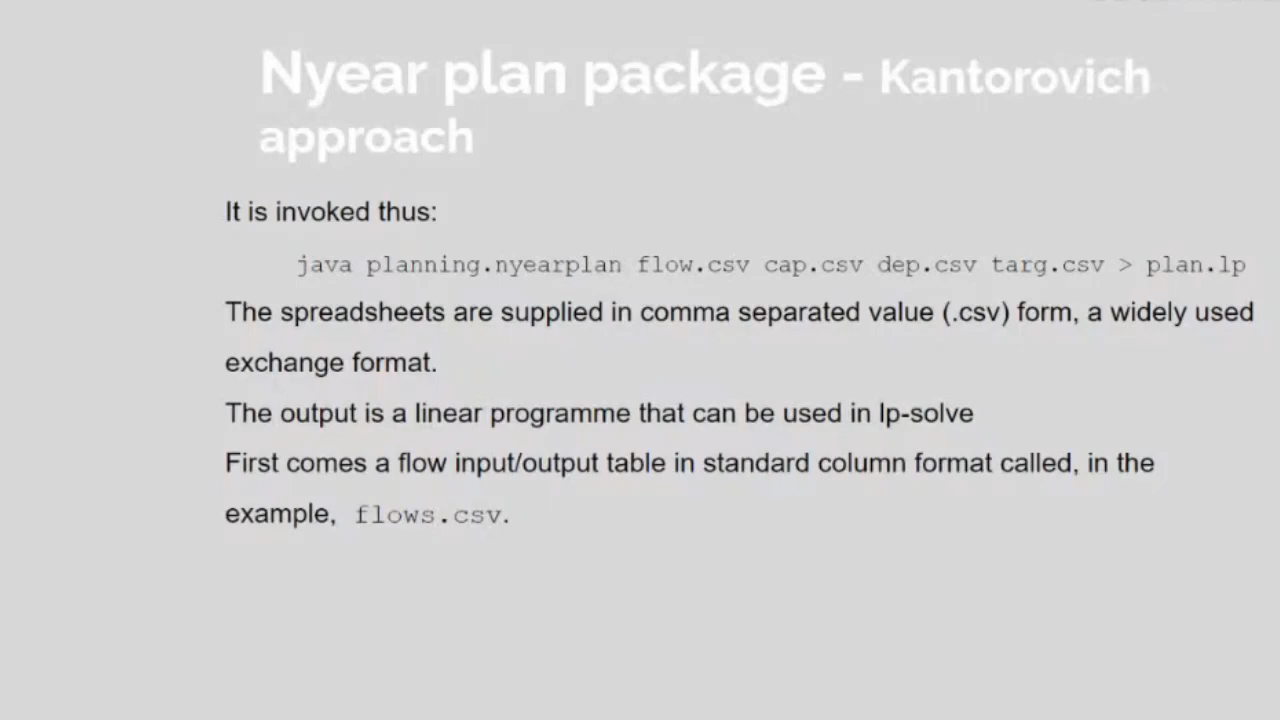 Nyear plan package - Kantorovich
approach
It is invoked thus:
java planning.nyearplan flow.csv cap.csv dep.csv targ.csv > plan.lp
The spreadsheets are supplied in comma separated value (.csv) form, a widely used
exchange format.
The output is a linear programme that can be used in lp-solve
First comes a flow input/output table in standard column format called, in the
example, flows.csv.